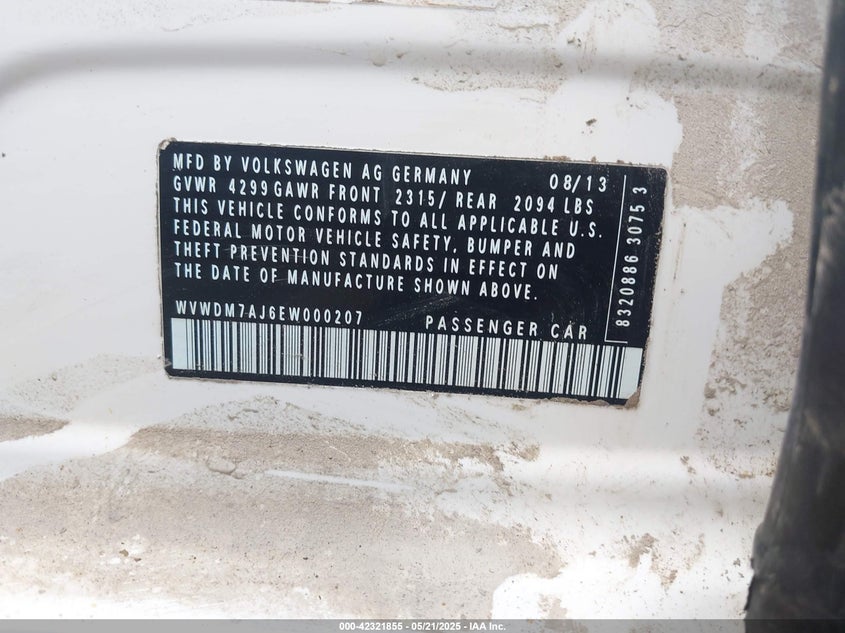 MFD BY VOLKSWAGEN AG GERMANY 08/13
GVWR 4299 GAWR FRONT 2315/ REAR 2094 LBS
THIS VEHICLE CONFORMS TO ALL APPLICABLE U.S.
FEDERAL MOTOR VEHICLE SAFETY, BUMPER AND
THEFT PREVENTION STANDARDS IN EFFECT ON
THE DATE OF MANUFACTURE SHOWN ABOVE.
WVWDM7AJ6EW000207 PASSENGER CAR
8320886 3075 3
000-42321855 - 05/21/2025 - IAA Inc.